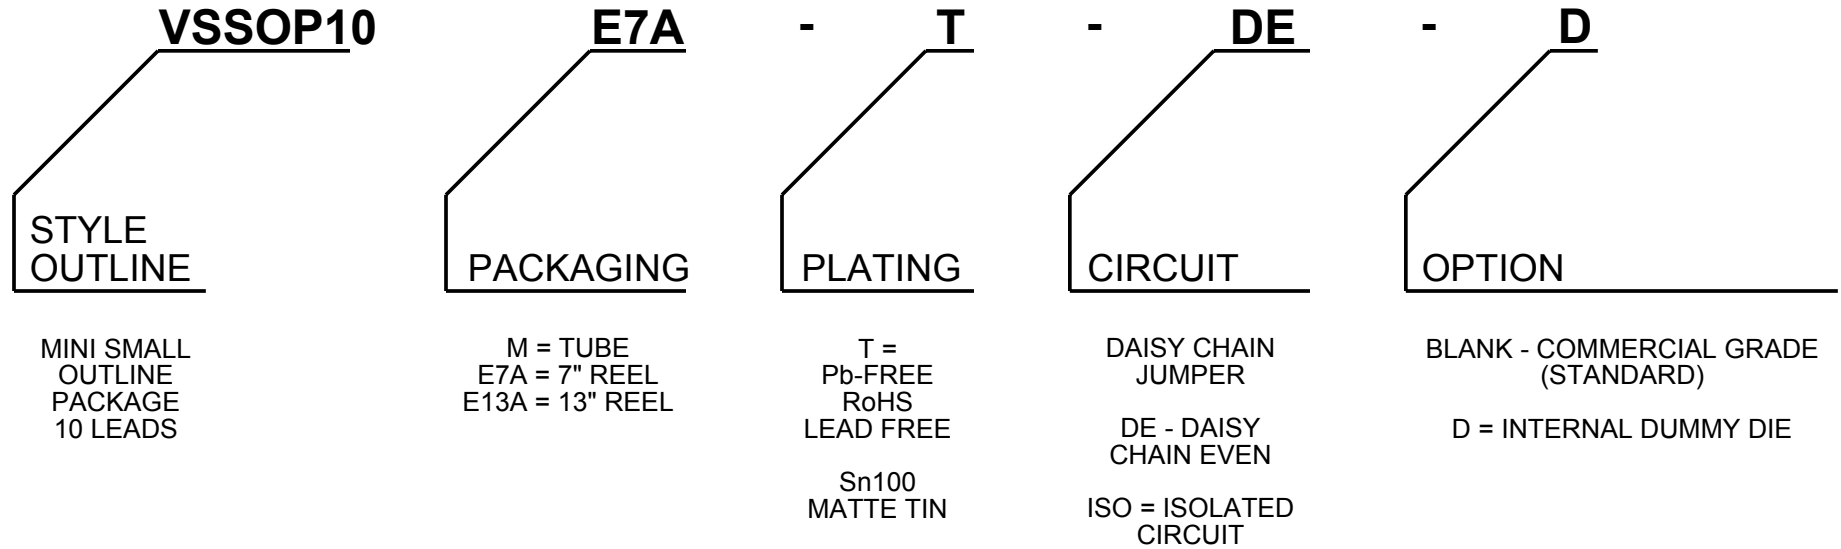 VSSOP10 E7A - T - DE - D
STYLE
OUTLINE
PACKAGING
PLATING
CIRCUIT
OPTION
MINI SMALL
OUTLINE
PACKAGE
10 LEADS
M = TUBE
E7A = 7" REEL
E13A = 13" REEL
T =
Pb-FREE
RoHS
LEAD FREE
Sn100
MATTE TIN
DAISY CHAIN
JUMPER
DE - DAISY
CHAIN EVEN
ISO = ISOLATED
CIRCUIT
BLANK - COMMERCIAL GRADE
(STANDARD)
D = INTERNAL DUMMY DIE